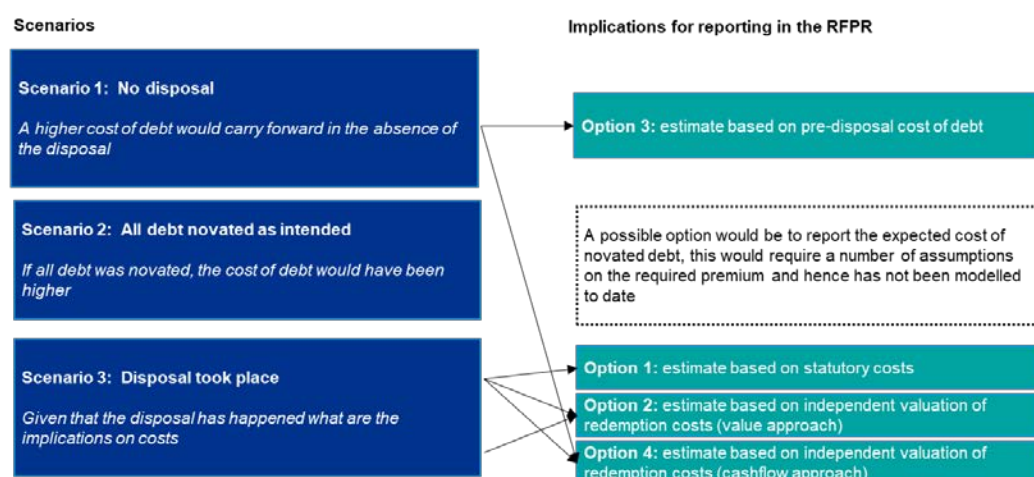 Scenarios
Implications for reporting in the RFPR
Scenario 1: No disposal
A higher cost of debt would carry forward in the absence of
the disposal
Option 3: estimate based on pre-disposal cost of debt
Scenario 2: All debt novated as intended
If all debt was novated, the cost of debt would have been
higher
A possible option would be to report the expected cost of
novated debt, this would require a number of assumptions
on the required premium and hence has not been modelled
to date
Scenario 3: Disposal took place
Given that the disposal has happened what are the
implications on costs
Option 1: estimate based on statutory costs
Option 2: estimate based on independent valuation of
redemption costs (value approach)
Option 4: estimate based on independent valuation of
redemption costs (cashflow approach)